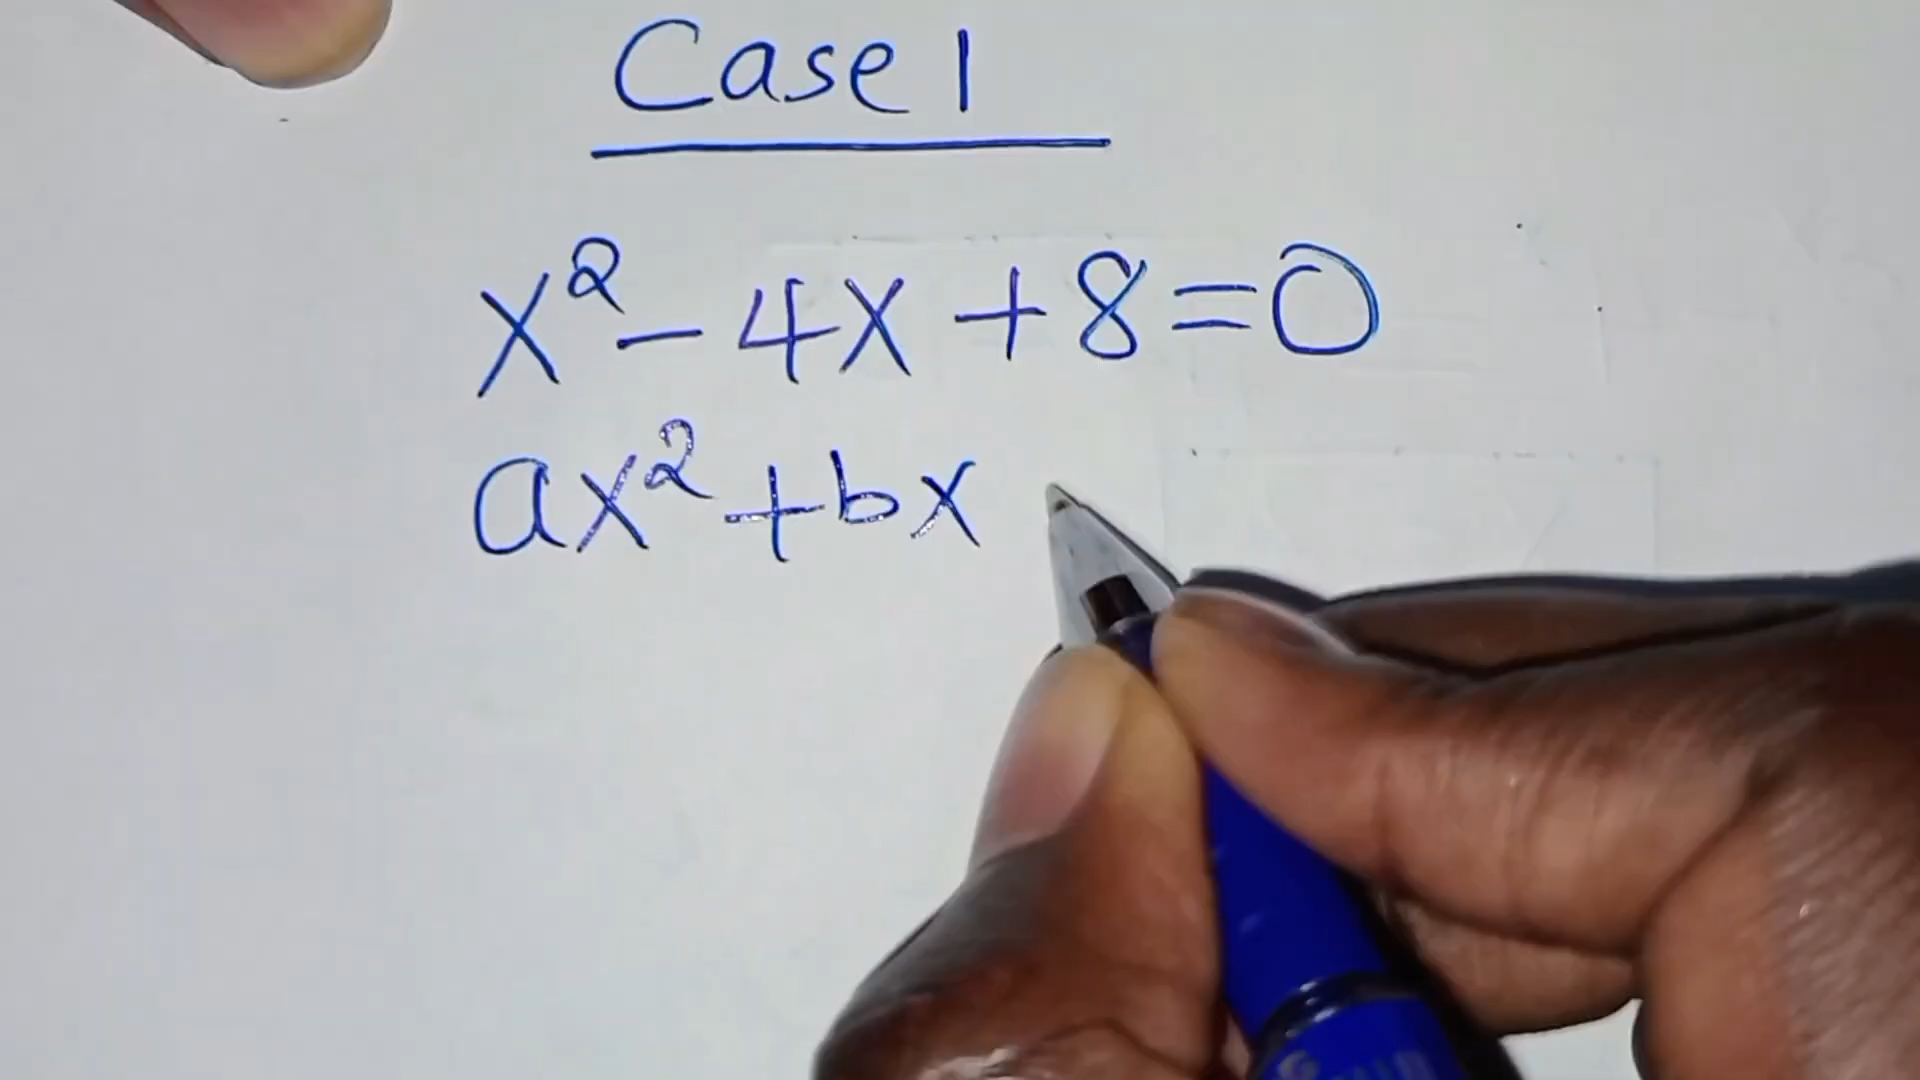 Case 1
x² - 4x + 8 = 0
ax² + bx